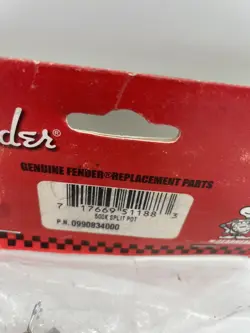 nder®
GENUINE FENDER® REPLACEMENT PARTS
7 17669 51188 3
500K SPLIT POT
P.N. 0990834000